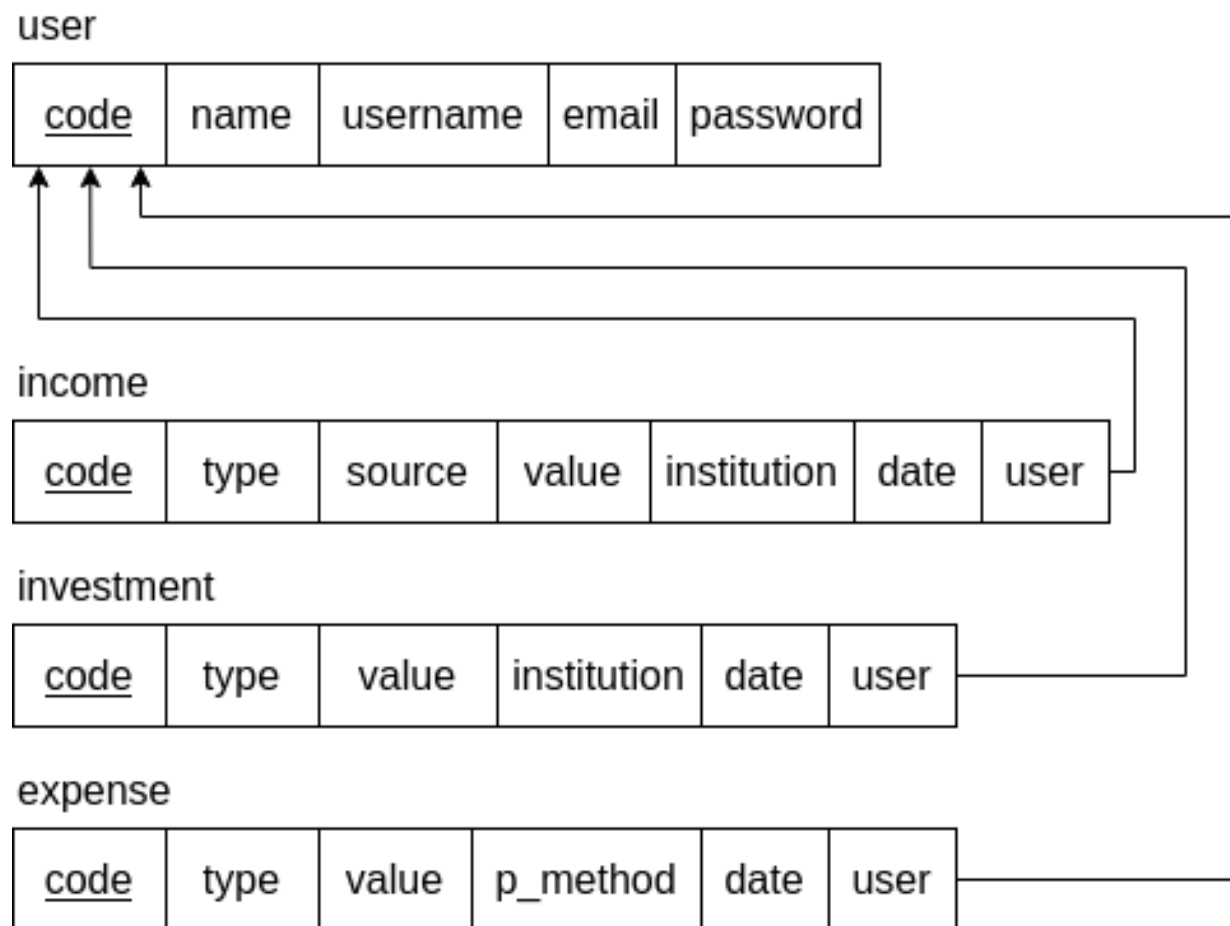 user
code name username email password
income
code type source value institution date user
investment
code type value institution date user
expense
code type value p_method date user